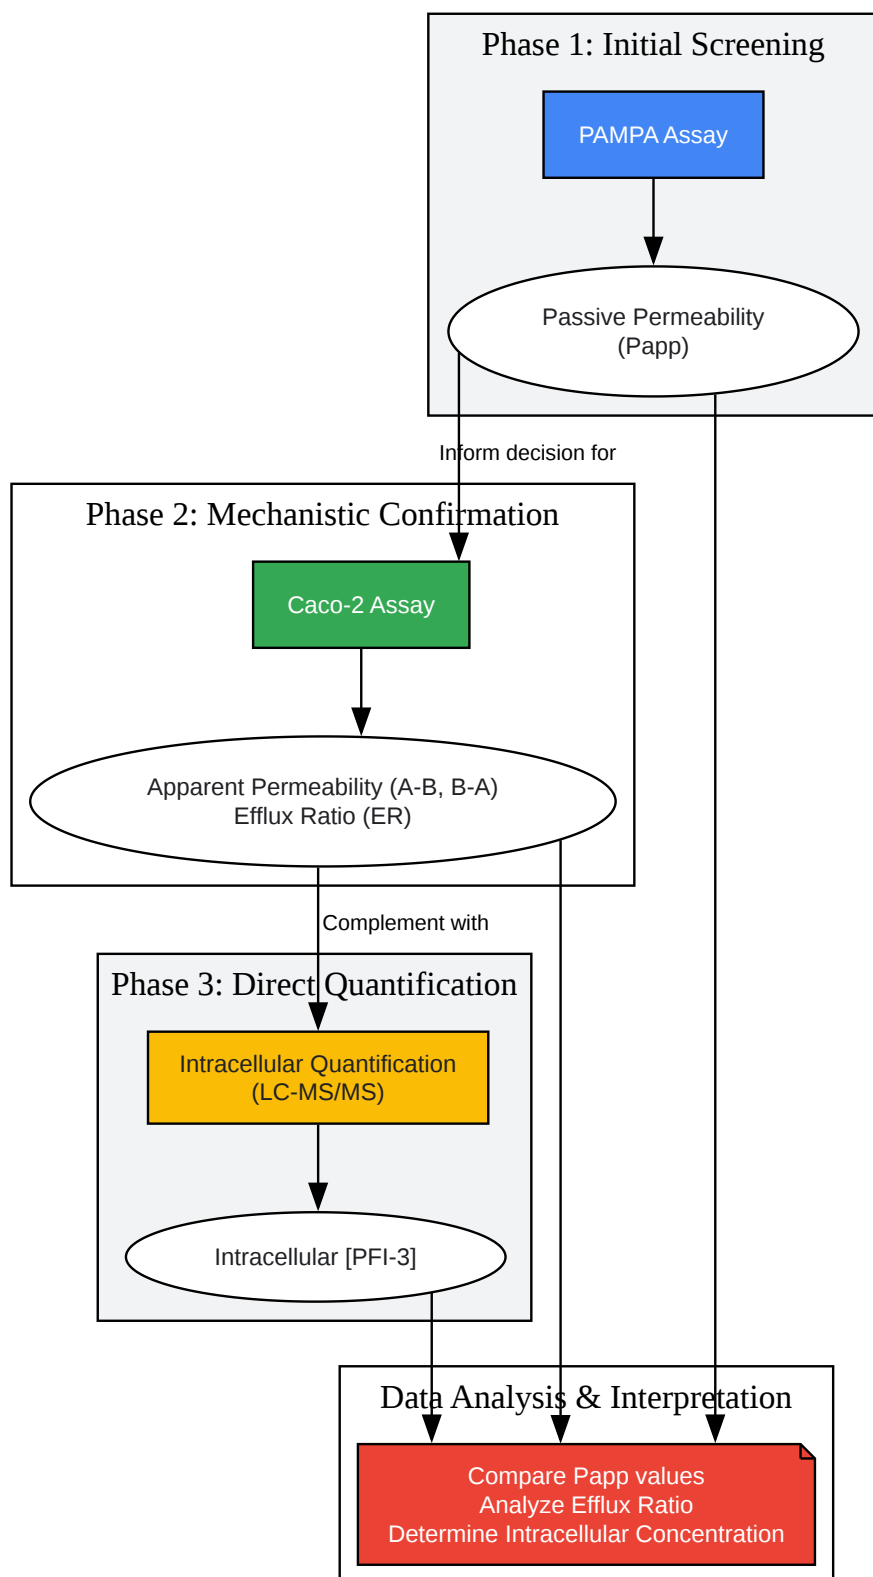 Phase 1: Initial Screening
PAMPA Assay
Passive Permeability
(Papp)
Inform decision for
Phase 2: Mechanistic Confirmation
Caco-2 Assay
Apparent Permeability (A-B, B-A)
Efflux Ratio (ER)
Complement with
Phase 3: Direct Quantification
Intracellular Quantification
(LC-MS/MS)
Intracellular [PFI-3]
Data Analysis & Interpretation
Compare Papp values
Analyze Efflux Ratio
Determine Intracellular Concentration